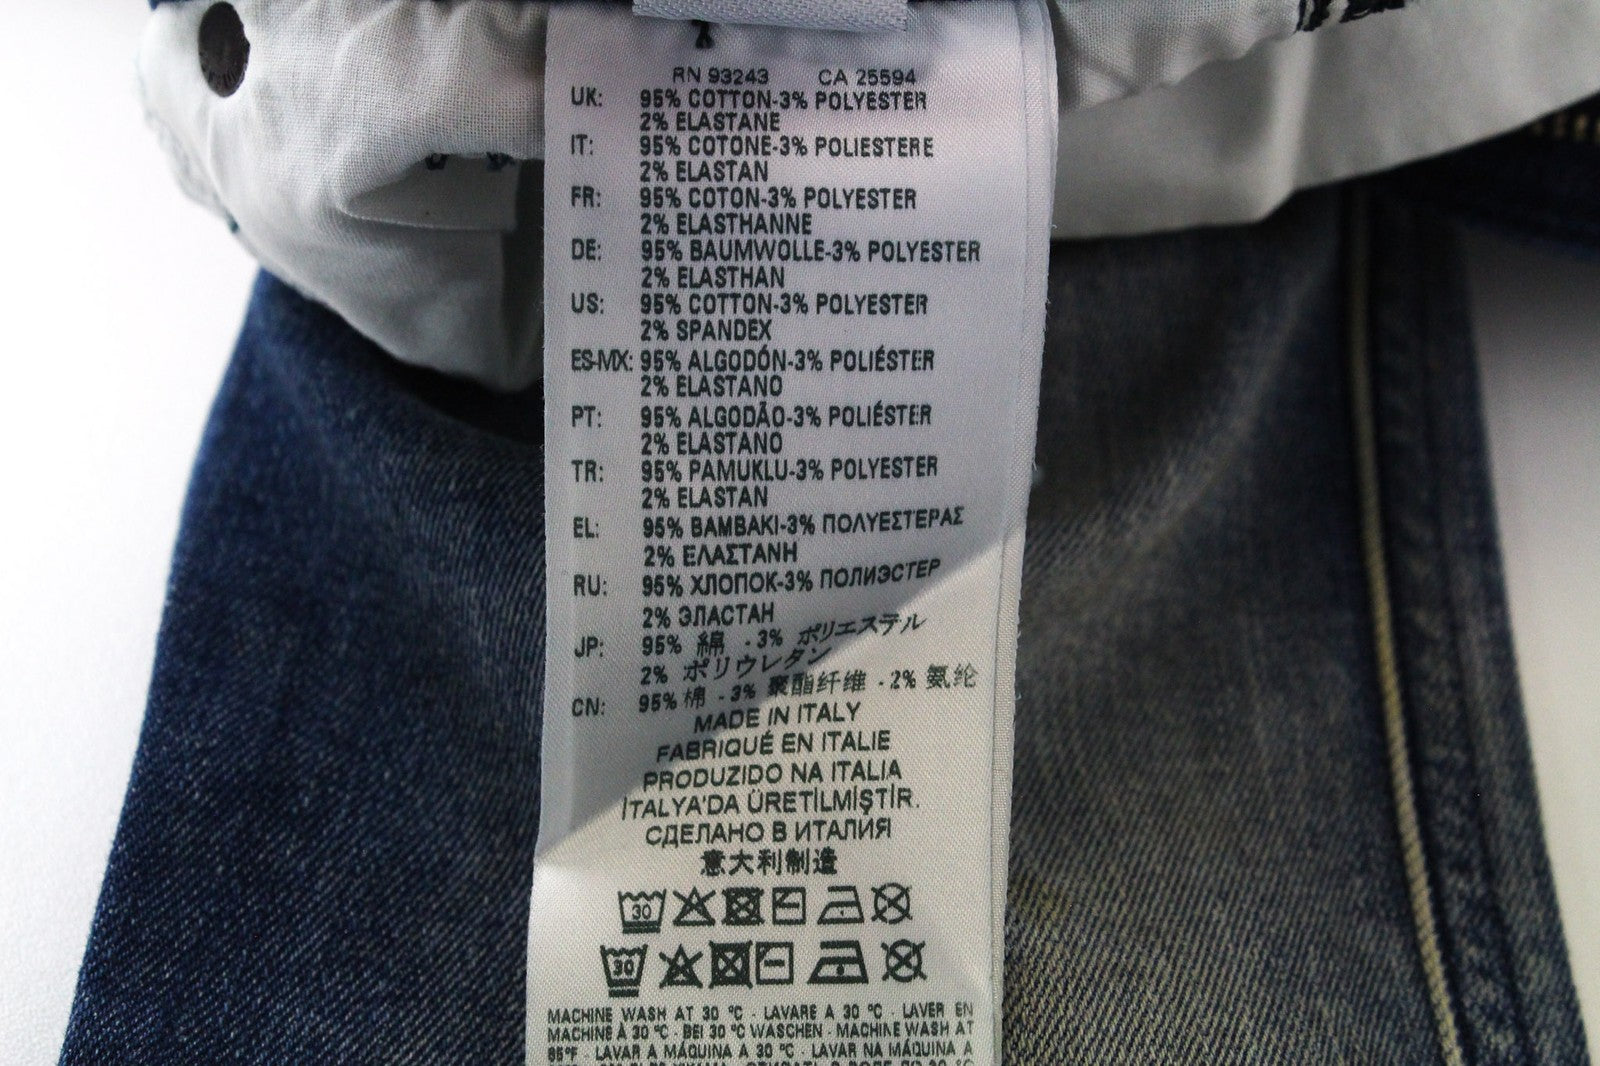 RN 93243 CA 25594
UK: 95% COTTON-3% POLYESTER
2% ELASTANE
IT: 95% COTONE-3% POLIESTERE
2% ELASTAN
FR: 95% COTON-3% POLYESTER
2% ELASTHANNE
DE: 95% BAUMWOLLE-3% POLYESTER
2% ELASTHAN
US: 95% COTTON-3% POLYESTER
2% SPANDEX
ES-MX: 95% ALGODÓN-3% POLIÉSTER
2% ELASTANO
PT: 95% ALGODÃO-3% POLIÉSTER
2% ELASTANO
TR: 95% PAMUKLU-3% POLYESTER
2% ELASTAN
EL: 95% ΒΑΜΒΑΚΙ-3% ΠΟΛΥΕΣΤΕΡΑΣ
2% ΕΛΑΣΤΑΝΗ
RU: 95% ХЛОПОК-3% ПОЛИЭСТЕР
2% ЭЛАСТАН
JP: 95% 綿 -3% ポリエステル
2% ポリウレタン
CN: 95% 棉 -3% 聚酯纤维 -2% 氨纶
MADE IN ITALY
FABRIQUÉ EN ITALIE
PRODUZIDO NA ITALIA
İTALYA'DA ÜRETİLMİŞTİR.
СДЕЛАНО В ИТАЛИЯ
意大利制造
30
30
MACHINE WASH AT 30 °C - LAVARE A 30 °C - LAVER EN
MACHINE À 30 °C - BEI 30 °C WASCHEN - MACHINE WASH AT
85°F - LAVAR A MÁQUINA A 30 °C - LAVAR NA MÁQUINA A